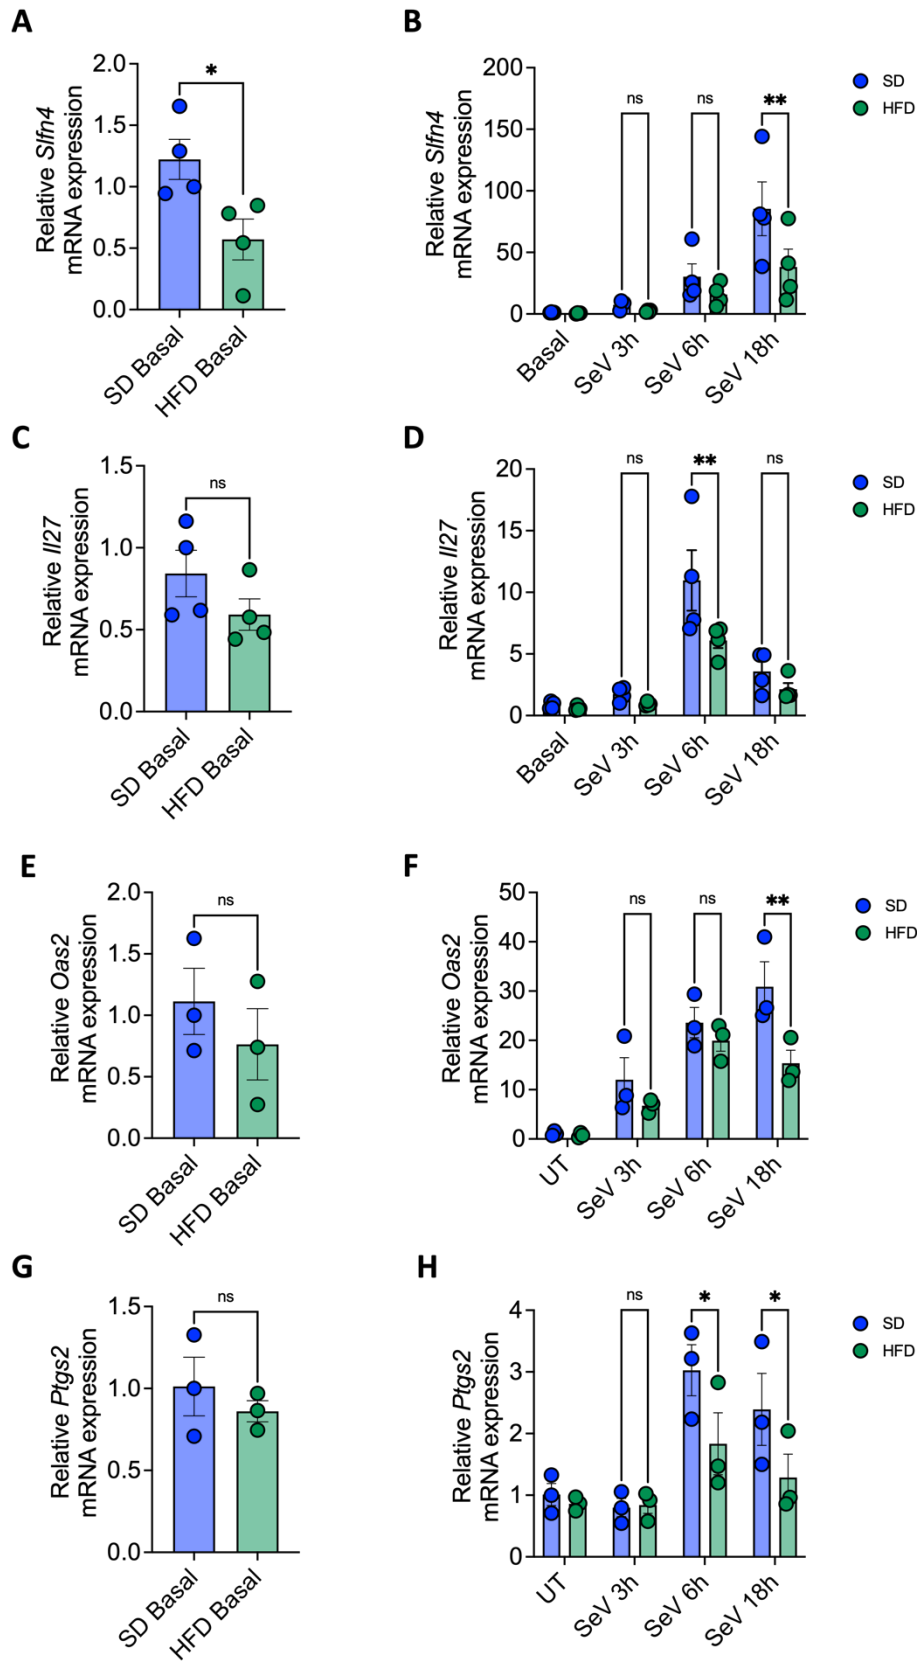 A
Relative Slfn4
mRNA expression
2.0
1.5
1.0
0.5
0.0
*
SD Basal
HFD Basal
B
Relative Slfn4
mRNA expression
200
150
100
50
0
ns
ns
**
Basal
SeV 3h
SeV 6h
SeV 18h
SD
HFD
C
Relative Il27
mRNA expression
1.5
1.0
0.5
0.0
ns
SD Basal
HFD Basal
D
Relative Il27
mRNA expression
20
15
10
5
0
ns
**
ns
Basal
SeV 3h
SeV 6h
SeV 18h
SD
HFD
E
Relative Oas2
mRNA expression
2.0
1.5
1.0
0.5
0.0
ns
SD Basal
HFD Basal
F
Relative Oas2
mRNA expression
50
40
30
20
10
0
ns
ns
**
UT
SeV 3h
SeV 6h
SeV 18h
SD
HFD
G
Relative Ptgs2
mRNA expression
1.5
1.0
0.5
0.0
ns
SD Basal
HFD Basal
H
Relative Ptgs2
mRNA expression
4
3
2
1
0
ns
*
*
UT
SeV 3h
SeV 6h
SeV 18h
SD
HFD